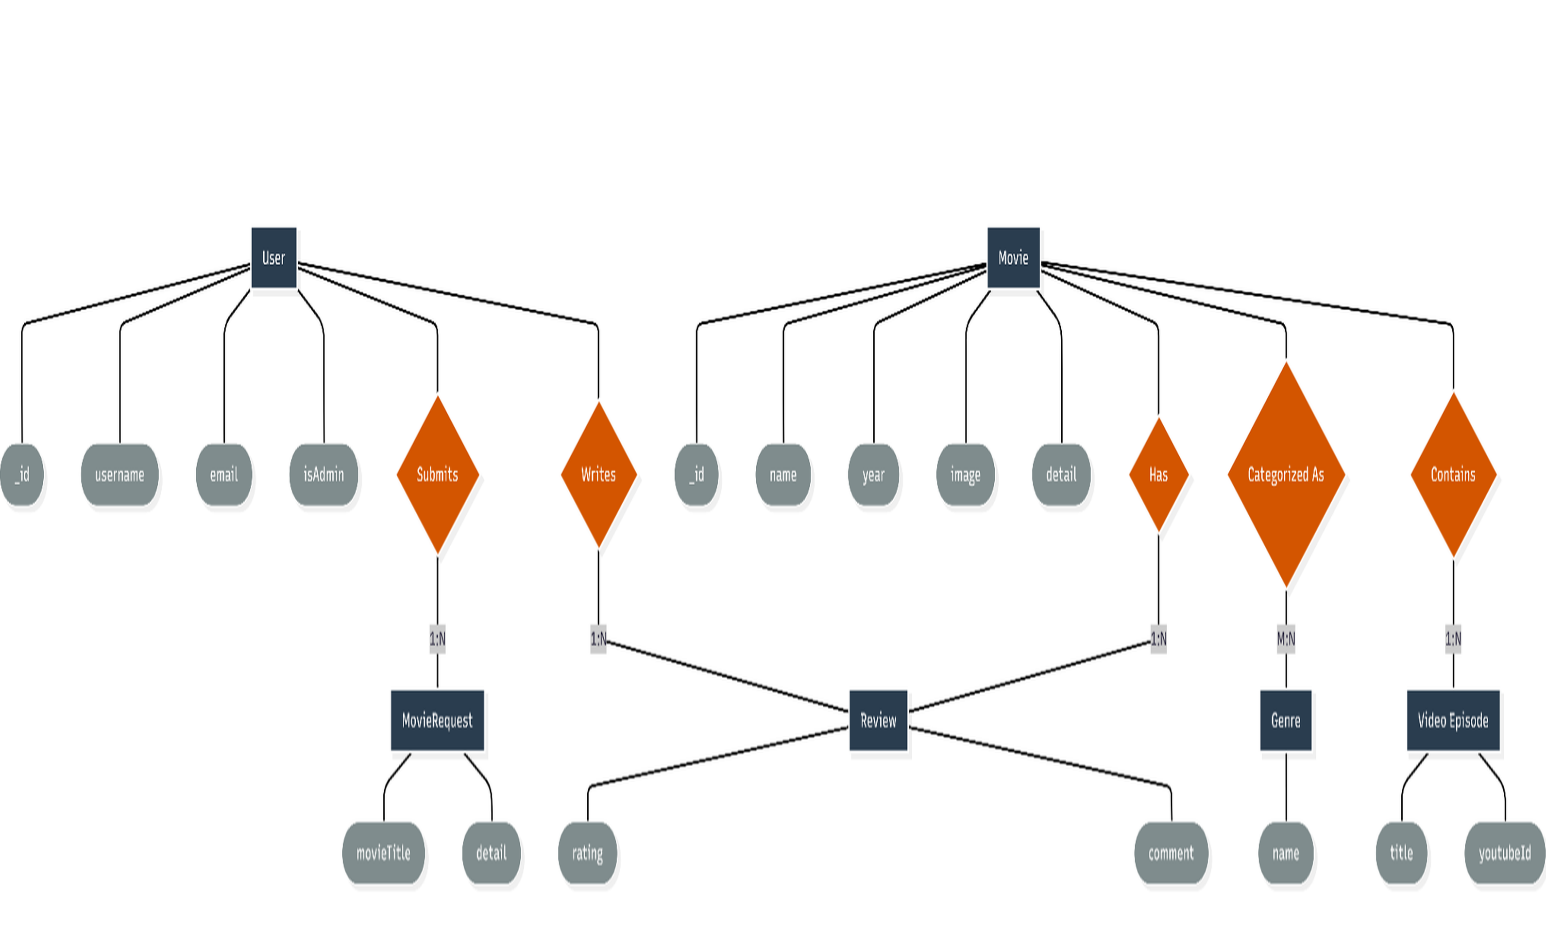 User
Movie
_id
username
email
isAdmin
Submits
Writes
_id
name
year
image
detail
Has
Categorized As
Contains
1:N
1:N
1:N
M:N
1:N
MovieRequest
Review
Genre
Video Episode
movieTitle
detail
rating
comment
name
title
youtubeId